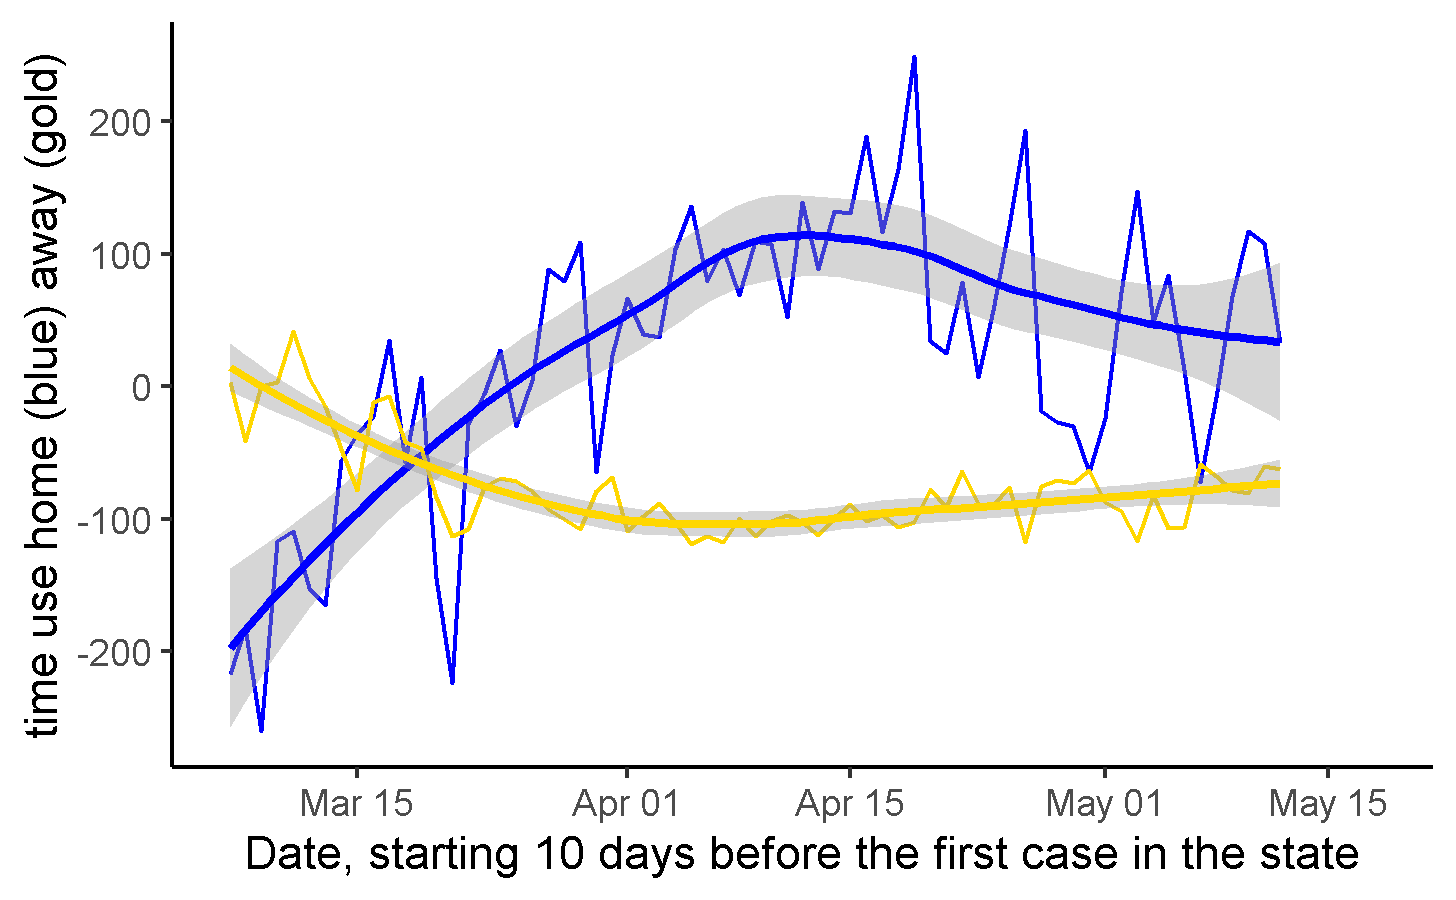 time use home (blue) away (gold)
200
100
0
-100
-200
Mar 15
Apr 01
Apr 15
May 01
May 15
Date, starting 10 days before the first case in the state